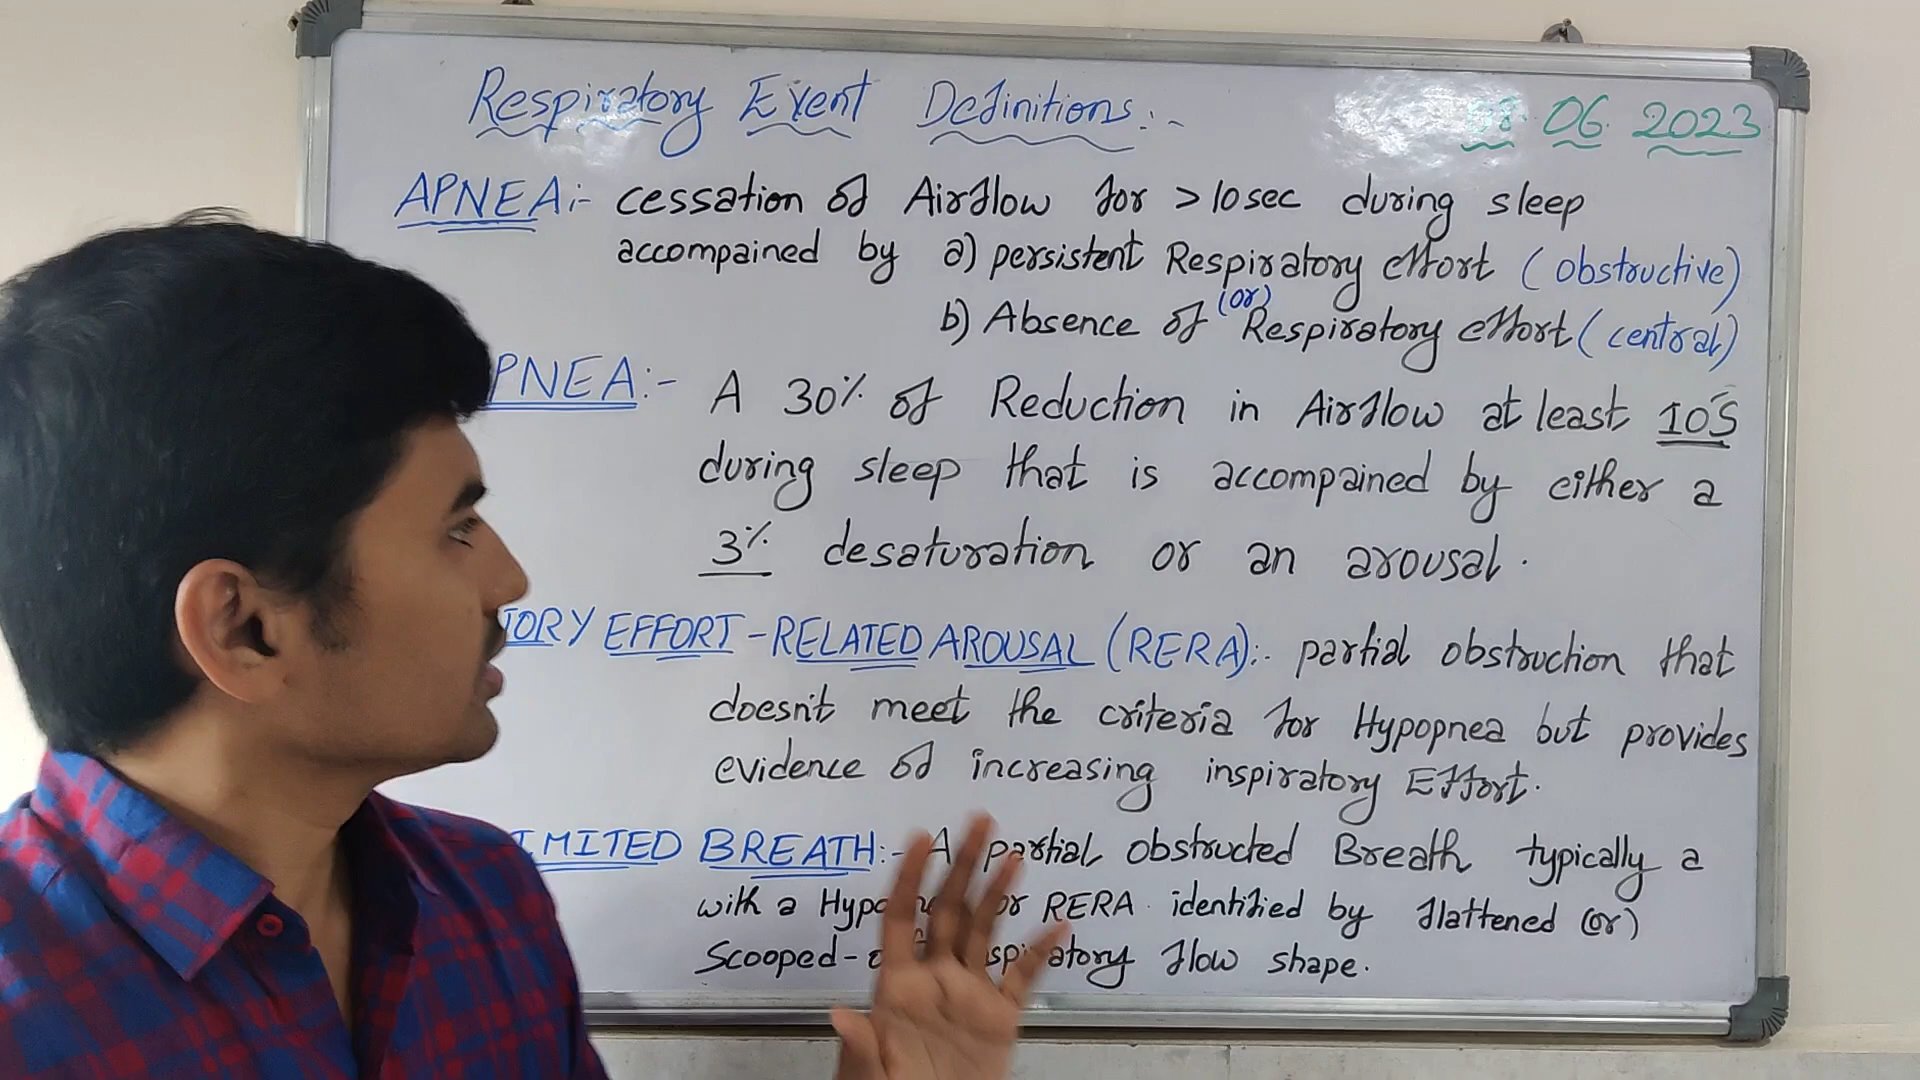 Respiratory Event Definitions:-
08 06 2023
APNEA:- cessation of Airflow for >10sec during sleep
accompained by a) persistent Respiratory effort (obstructive)
(or)
b) Absence of Respiratory effort (central)
PNEA:- A 30% of Reduction in Airflow at least 10S
during sleep that is accompained by either a
3% desaturation or an arousal.
TORY EFFORT-RELATED AROUSAL (RERA):- partial obstruction that
doesn't meet the criteria for Hypopnea but provides
evidence of increasing inspiratory Effort.
IMITED BREATH:- A partial obstructed Breath typically a
with a or RERA identified by flattened (or)
Scooped- flow shape.